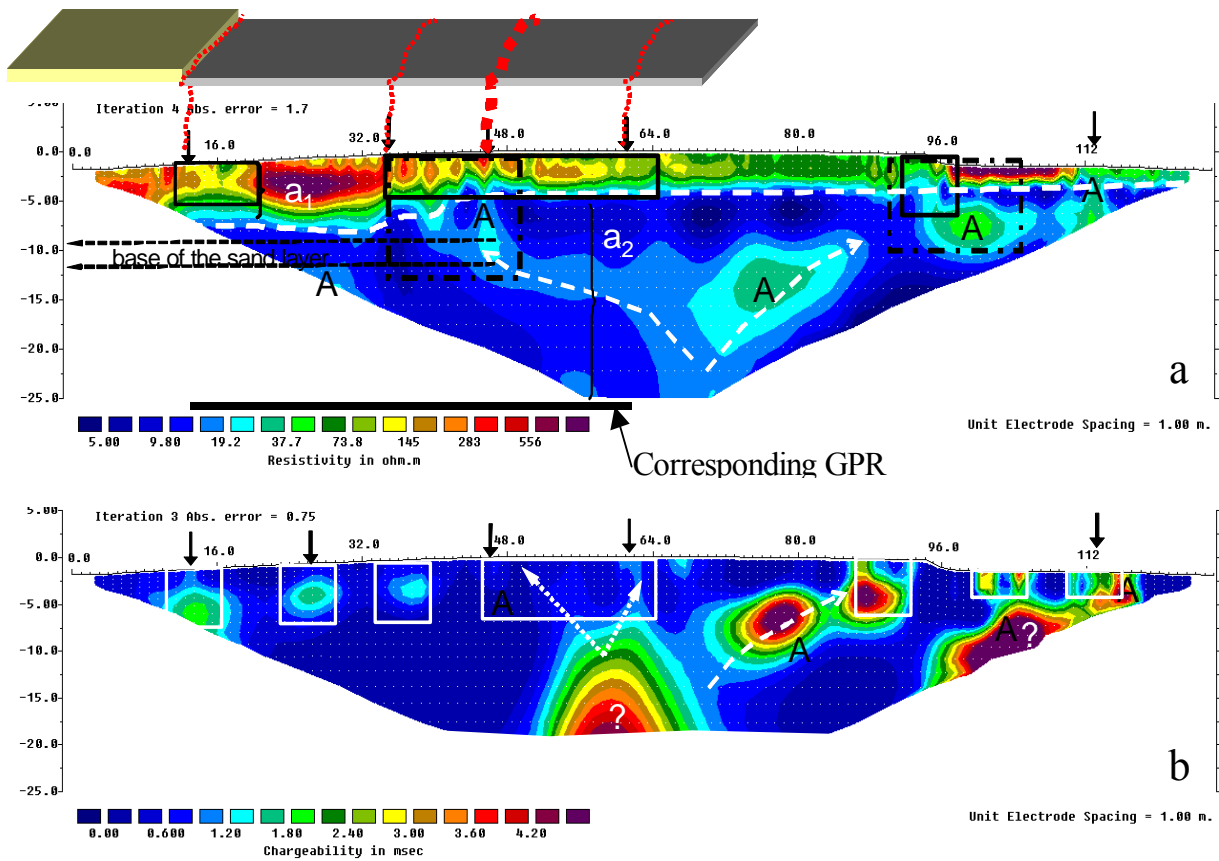 5.00
Iteration 4 Abs. error = 1.7
0.0 16.0 32.0 48.0 64.0 80.0 96.0 112
0.0
-5.00
-10.0
-15.0
-20.0
-25.0
a1
A
a2
A
A
A
base of the sand layer
A
a
5.00 9.80 19.2 37.7 73.8 145 283 556
Resistivity in ohm.m
Unit Electrode Spacing = 1.00 m.
Corresponding GPR
5.00
Iteration 3 Abs. error = 0.75
0.0 16.0 32.0 48.0 64.0 80.0 96.0 112
0.0
-5.00
-10.0
-15.0
-20.0
-25.0
A
A
A
A
?
?
b
0.00 0.600 1.20 1.80 2.40 3.00 3.60 4.20
Chargeability in msec
Unit Electrode Spacing = 1.00 m.